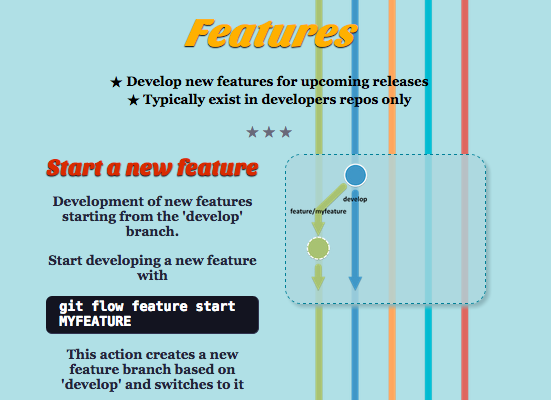 Features
★ Develop new features for upcoming releases
★ Typically exist in developers repos only
★★★
Start a new feature
Development of new features
starting from the 'develop'
branch.
Start developing a new feature
with
git flow feature start
MYFEATURE
This action creates a new
feature branch based on
'develop' and switches to it
develop
feature/myfeature